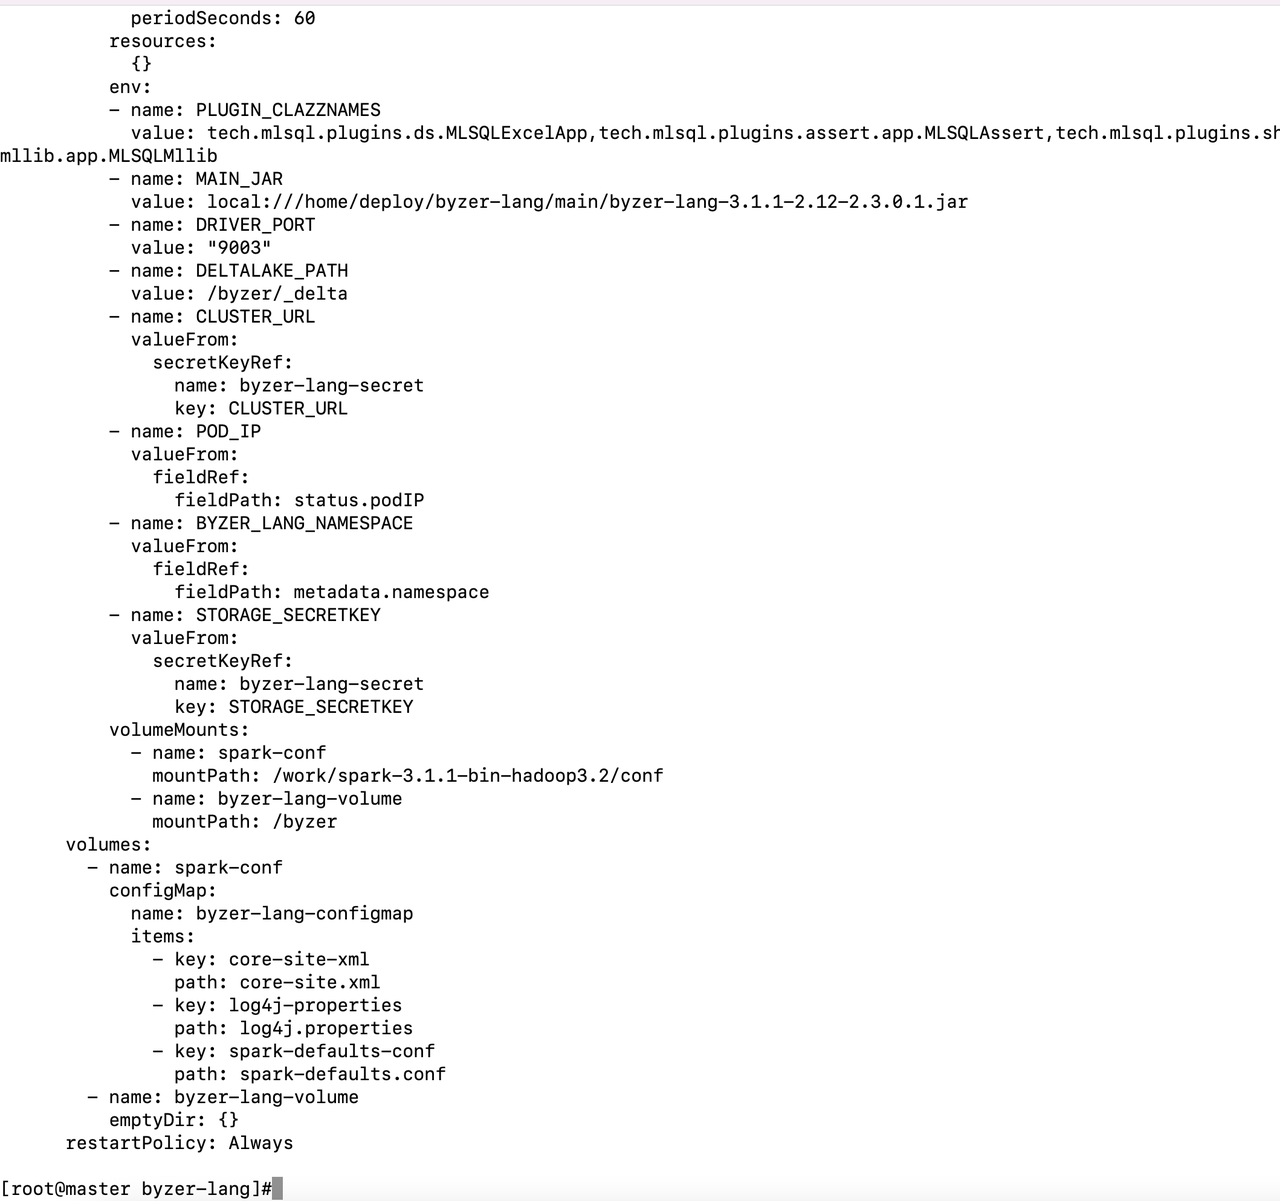 periodSeconds: 60
resources:
{}
env:
- name: PLUGIN_CLAZZNAMES
value: tech.mlsql.plugins.ds.MLSQLExcelApp,tech.mlsql.plugins.assert.app.MLSQLAssert,tech.mlsql.plugins.sh
mllib.app.MLSQLMllib
- name: MAIN_JAR
value: local:///home/deploy/byzer-lang/main/byzer-lang-3.1.1-2.12-2.3.0.1.jar
- name: DRIVER_PORT
value: "9003"
- name: DELTALAKE_PATH
value: /byzer/_delta
- name: CLUSTER_URL
valueFrom:
secretKeyRef:
name: byzer-lang-secret
key: CLUSTER_URL
- name: POD_IP
valueFrom:
fieldRef:
fieldPath: status.podIP
- name: BYZER_LANG_NAMESPACE
valueFrom:
fieldRef:
fieldPath: metadata.namespace
- name: STORAGE_SECRETKEY
valueFrom:
secretKeyRef:
name: byzer-lang-secret
key: STORAGE_SECRETKEY
volumeMounts:
- name: spark-conf
mountPath: /work/spark-3.1.1-bin-hadoop3.2/conf
- name: byzer-lang-volume
mountPath: /byzer
volumes:
- name: spark-conf
configMap:
name: byzer-lang-configmap
items:
- key: core-site-xml
path: core-site.xml
- key: log4j-properties
path: log4j.properties
- key: spark-defaults-conf
path: spark-defaults.conf
- name: byzer-lang-volume
emptyDir: {}
restartPolicy: Always
[root@master byzer-lang]#